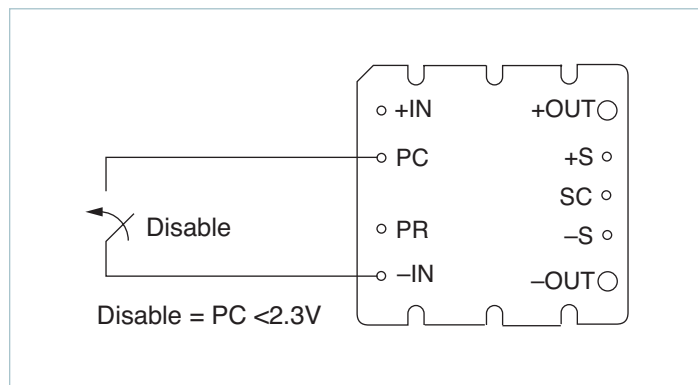 +IN
+OUT
PC
+S
SC
Disable
PR
–S
–IN
–OUT
Disable = PC <2.3V